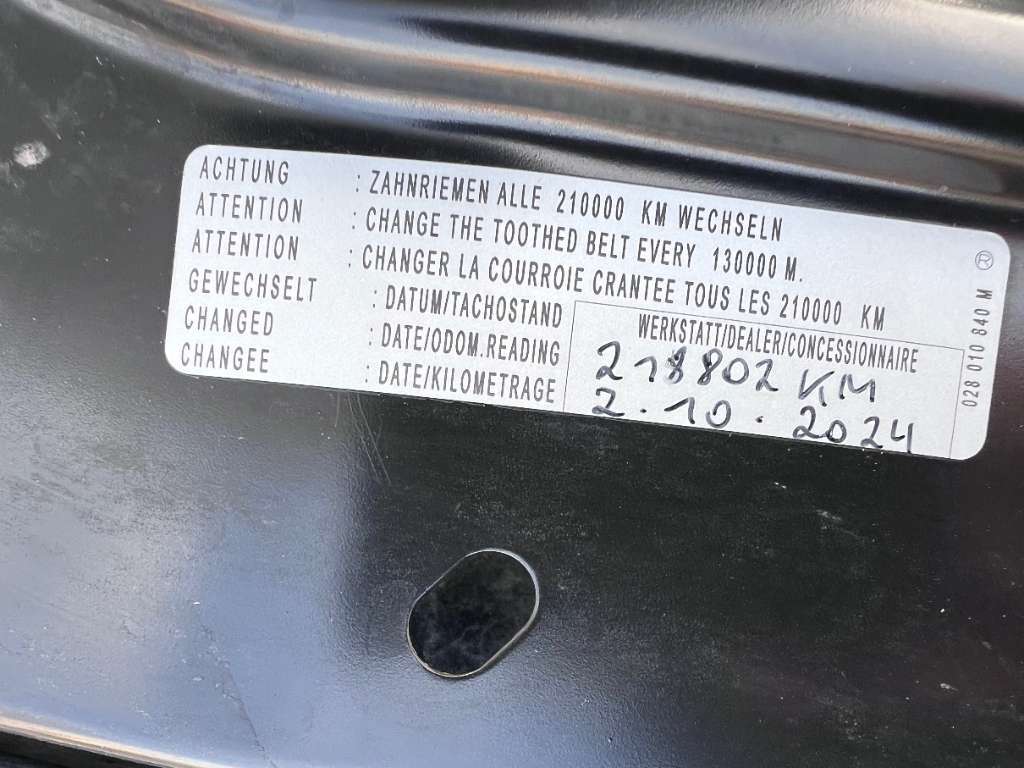 ACHTUNG : ZAHNRIEMEN ALLE 210000 KM WECHSELN
ATTENTION : CHANGE THE TOOTHED BELT EVERY 130000 M.
ATTENTION : CHANGER LA COURROIE CRANTEE TOUS LES 210000 KM
GEWECHSELT : DATUM/TACHOSTAND
CHANGED : DATE/ODOM.READING
CHANGEE : DATE/KILOMETRAGE
WERKSTATT/DEALER/CONCESSIONNAIRE
218802 KM
2.10.2024
028 010 840 M ®